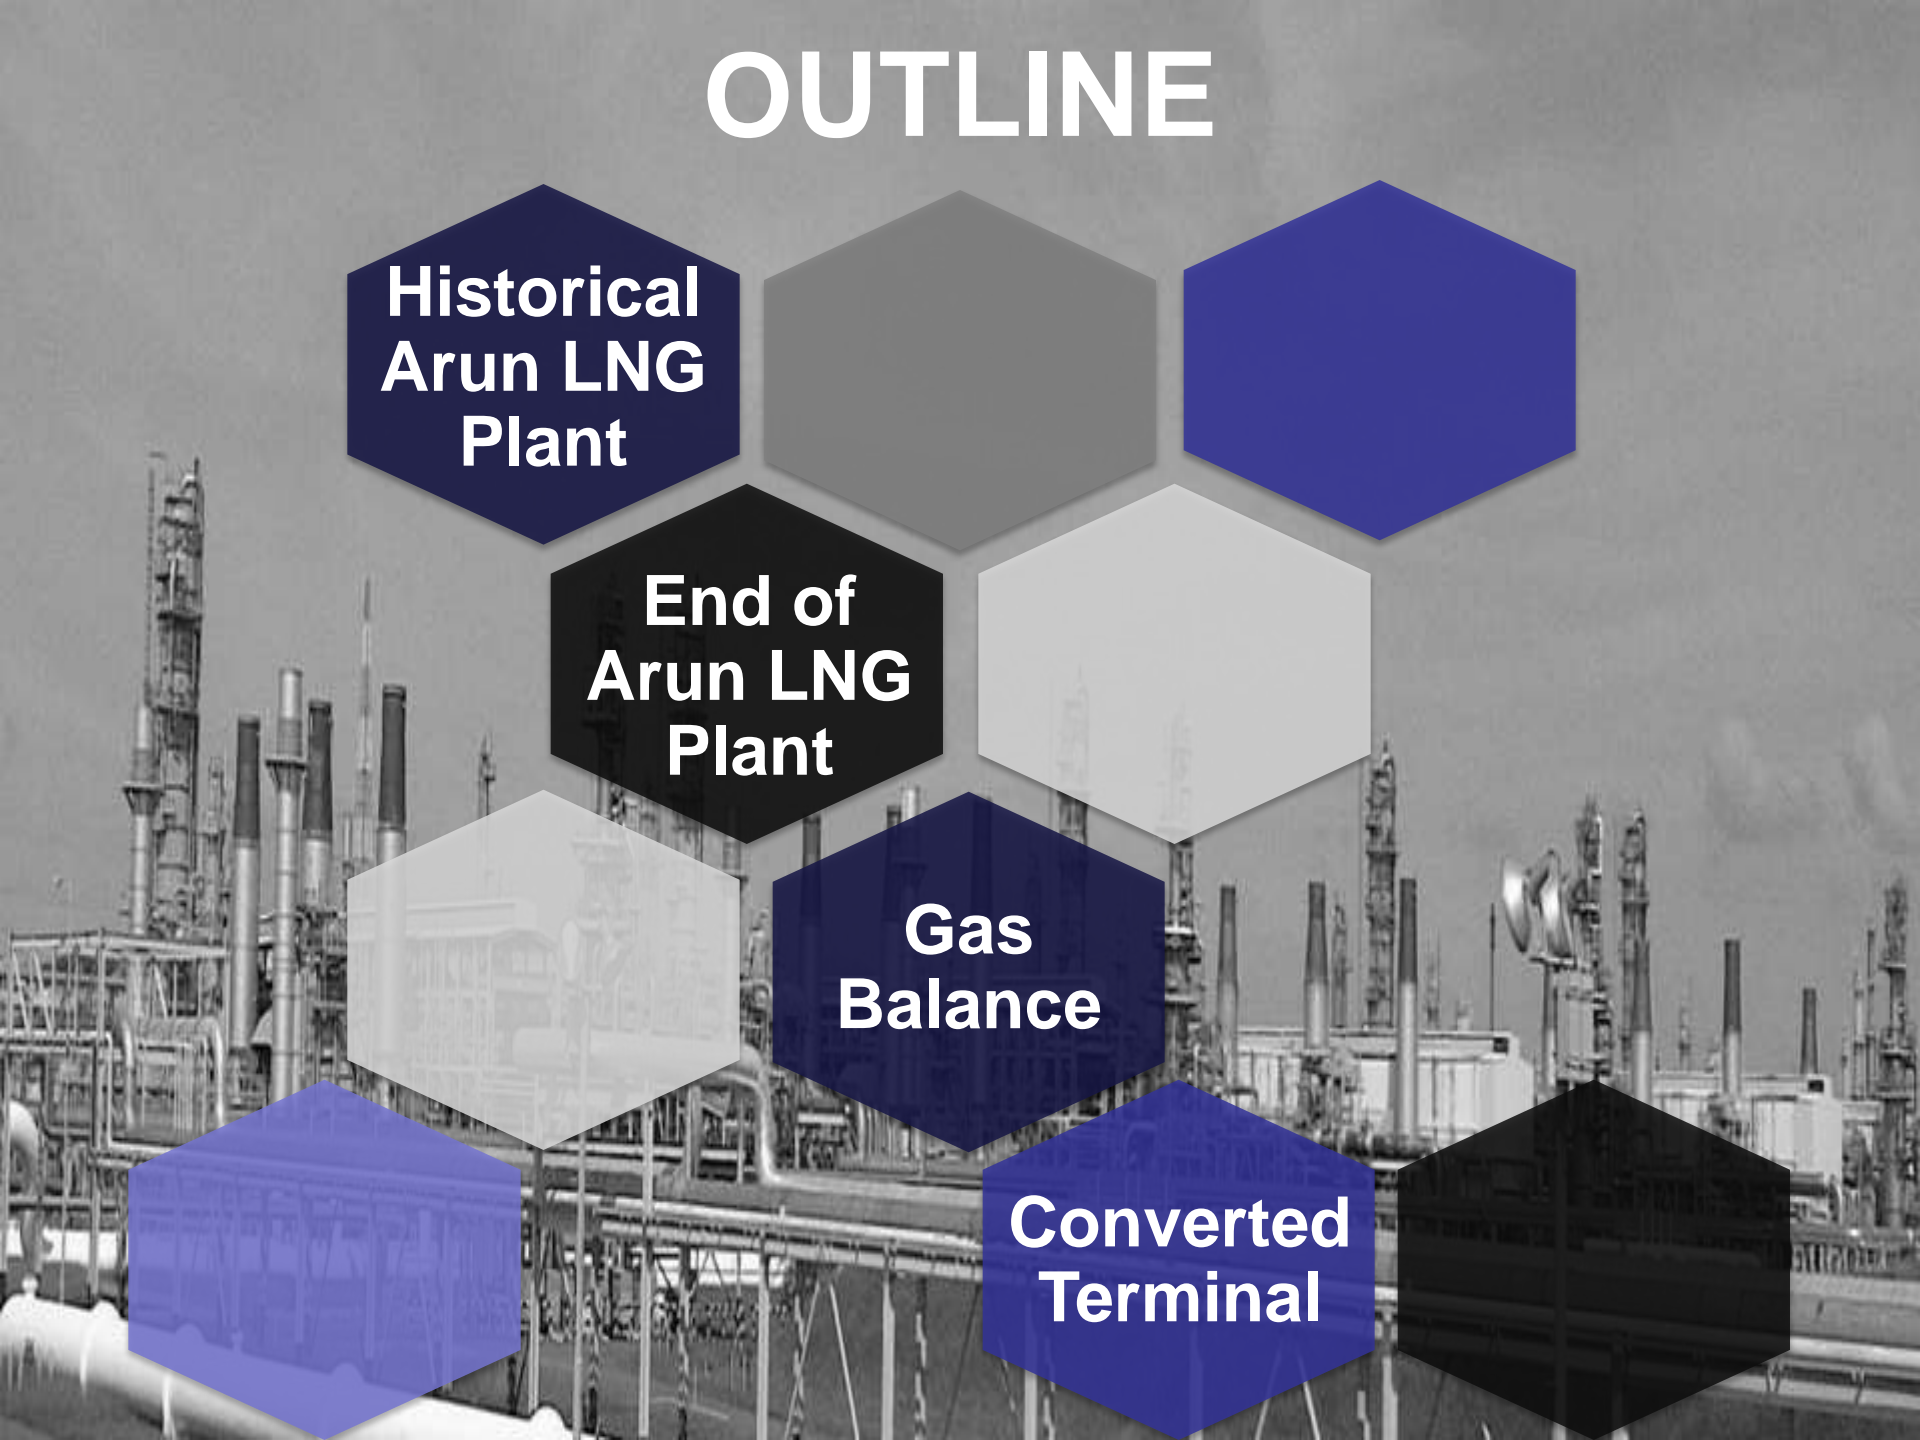 OUTLINE
Historical
Arun LNG
Plant
End of
Arun LNG
Plant
Gas
Balance
Converted
Terminal